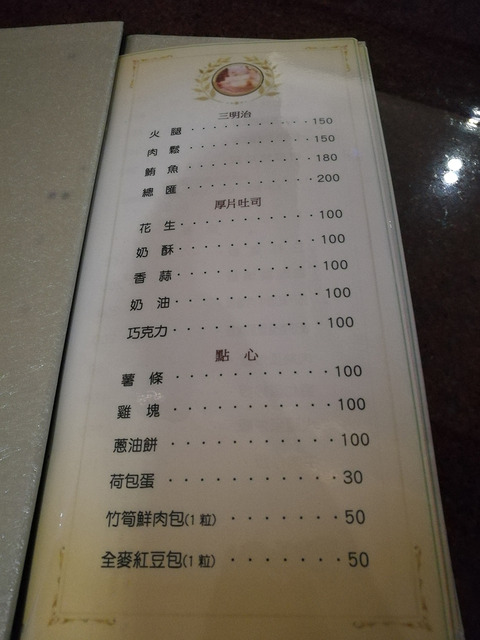 三明治
火 腿 ・・・・・・・・・・・ 150
肉 鬆 ・・・・・・・・・・・ 150
鮪 魚 ・・・・・・・・・・・ 180
總 匯 ・・・・・・・・・・・ 200
厚片吐司
花 生 ・・・・・・・・・・・ 100
奶 酥 ・・・・・・・・・・・ 100
香 蒜 ・・・・・・・・・・・ 100
奶 油 ・・・・・・・・・・・ 100
巧克力 ・・・・・・・・・・・ 100
點 心
薯 條 ・・・・・・・・・・・ 100
雞 塊 ・・・・・・・・・・・ 100
蔥油餅 ・・・・・・・・・・・ 100
荷包蛋 ・・・・・・・・・・・ 30
竹筍鮮肉包(1粒) ・・・・・・・ 50
全麥紅豆包(1粒) ・・・・・・・ 50